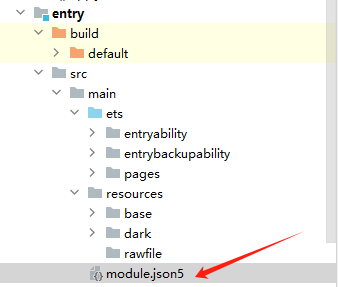 entry
build
default
src
main
ets
entryability
entrybackupability
pages
resources
base
dark
rawfile
module.json5